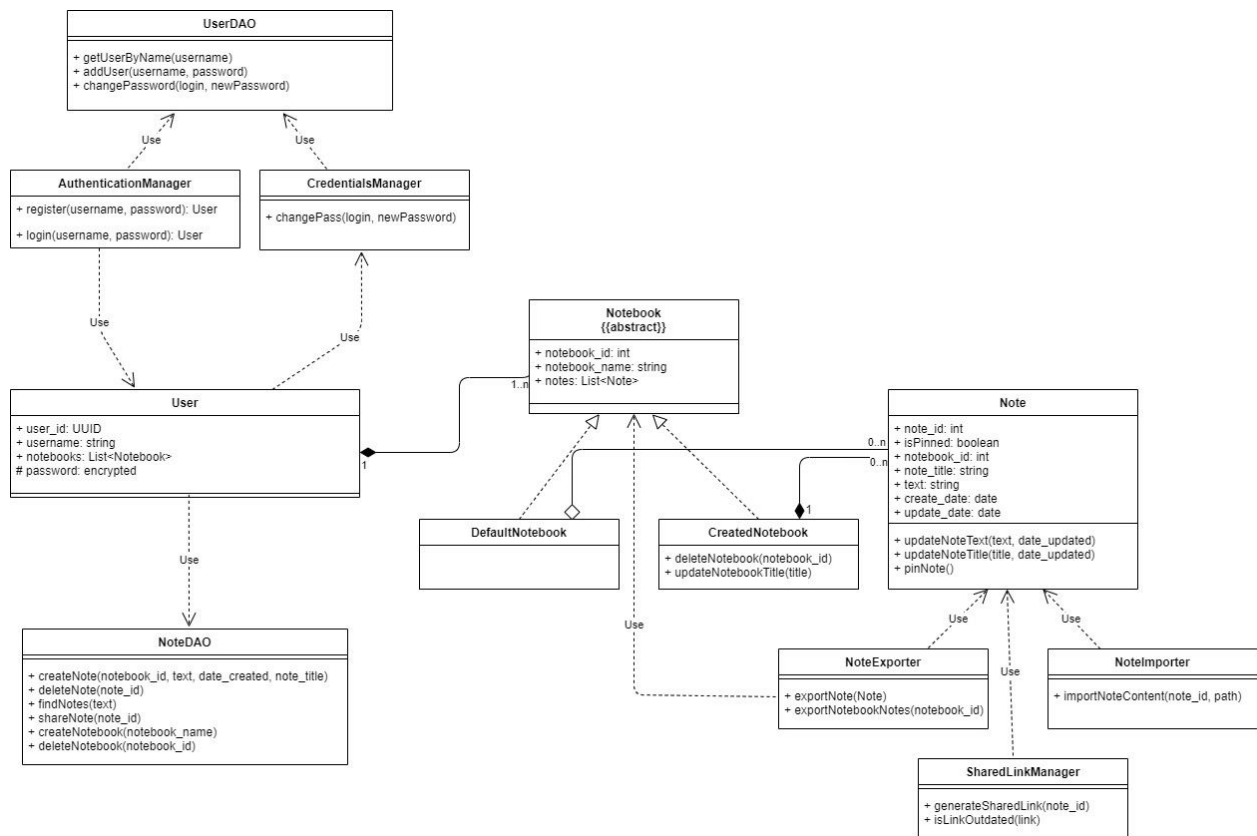 UserDAO
+ getUserByName(username)
+ addUser(username, password)
+ changePassword(login, newPassword)
Use
Use
AuthenticationManager
+ register(username, password): User
+ login(username, password): User
CredentialsManager
+ changePass(login, newPassword)
Use
Use
Notebook
{{abstract}}
+ notebook_id: int
+ notebook_name: string
+ notes: List<Note>
1..n
User
+ user_id: UUID
+ username: string
+ notebooks: List<Notebook>
# password: encrypted
1
Note
+ note_id: int
+ isPinned: boolean
+ notebook_id: int
+ note_title: string
+ text: string
+ create_date: date
+ update_date: date
+ updateNoteText(text, date_updated)
+ updateNoteTitle(title, date_updated)
+ pinNote()
0..n
0..n
1
DefaultNotebook
CreatedNotebook
+ deleteNotebook(notebook_id)
+ updateNotebookTitle(title)
Use
Use
Use
Use
Use
NoteDAO
+ createNote(notebook_id, text, date_created, note_title)
+ deleteNote(note_id)
+ findNotes(text)
+ shareNote(note_id)
+ createNotebook(notebook_name)
+ deleteNotebook(notebook_id)
NoteExporter
+ exportNote(Note)
+ exportNotebookNotes(notebook_id)
NoteImporter
+ importNoteContent(note_id, path)
SharedLinkManager
+ generateSharedLink(note_id)
+ isLinkOutdated(link)